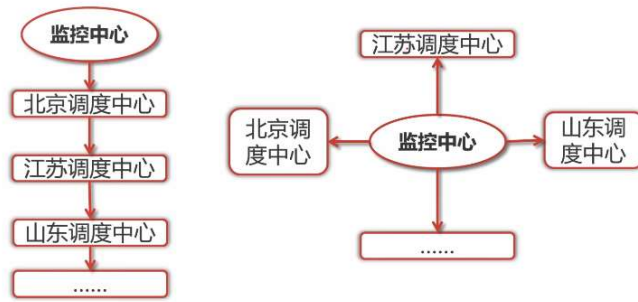 监控中心
北京调度中心
江苏调度中心
山东调度中心
......
江苏调度中心
北京调
度中心
监控中心
山东调
度中心
......